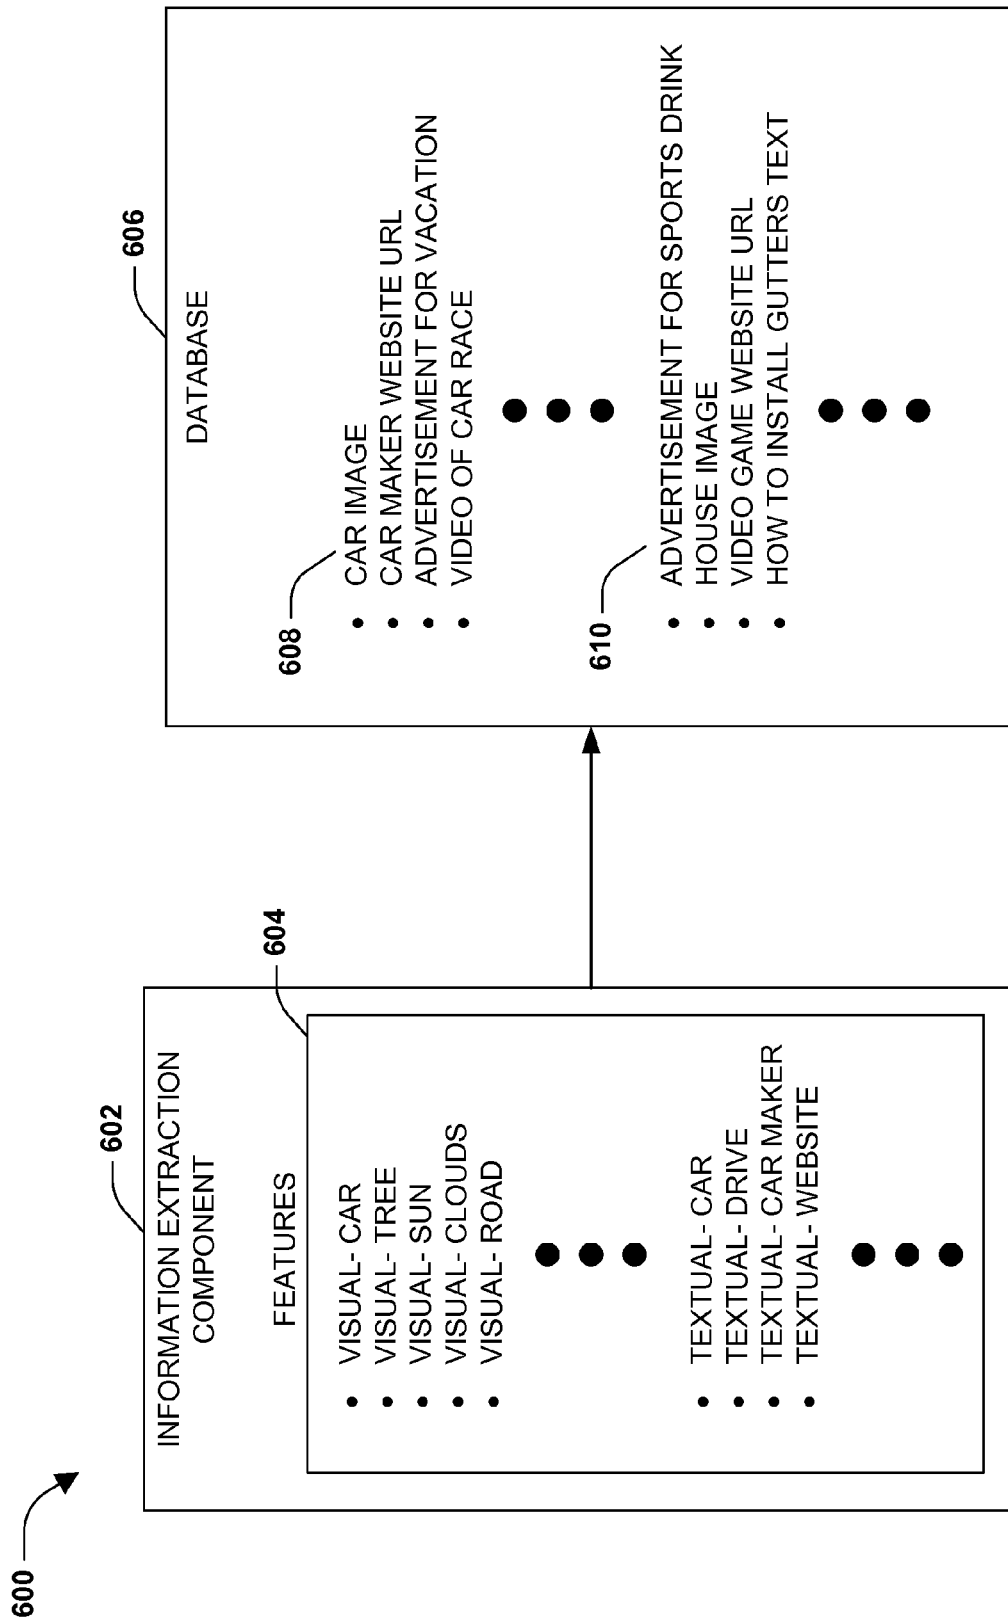 600
602
INFORMATION EXTRACTION
COMPONENT
FEATURES
604
• VISUAL- CAR
• VISUAL- TREE
• VISUAL- SUN
• VISUAL- CLOUDS
• VISUAL- ROAD
• TEXTUAL- CAR
• TEXTUAL- DRIVE
• TEXTUAL- CAR MAKER
• TEXTUAL- WEBSITE
606
DATABASE
608
• CAR IMAGE
• CAR MAKER WEBSITE URL
• ADVERTISEMENT FOR VACATION
• VIDEO OF CAR RACE
610
• ADVERTISEMENT FOR SPORTS DRINK
• HOUSE IMAGE
• VIDEO GAME WEBSITE URL
• HOW TO INSTALL GUTTERS TEXT